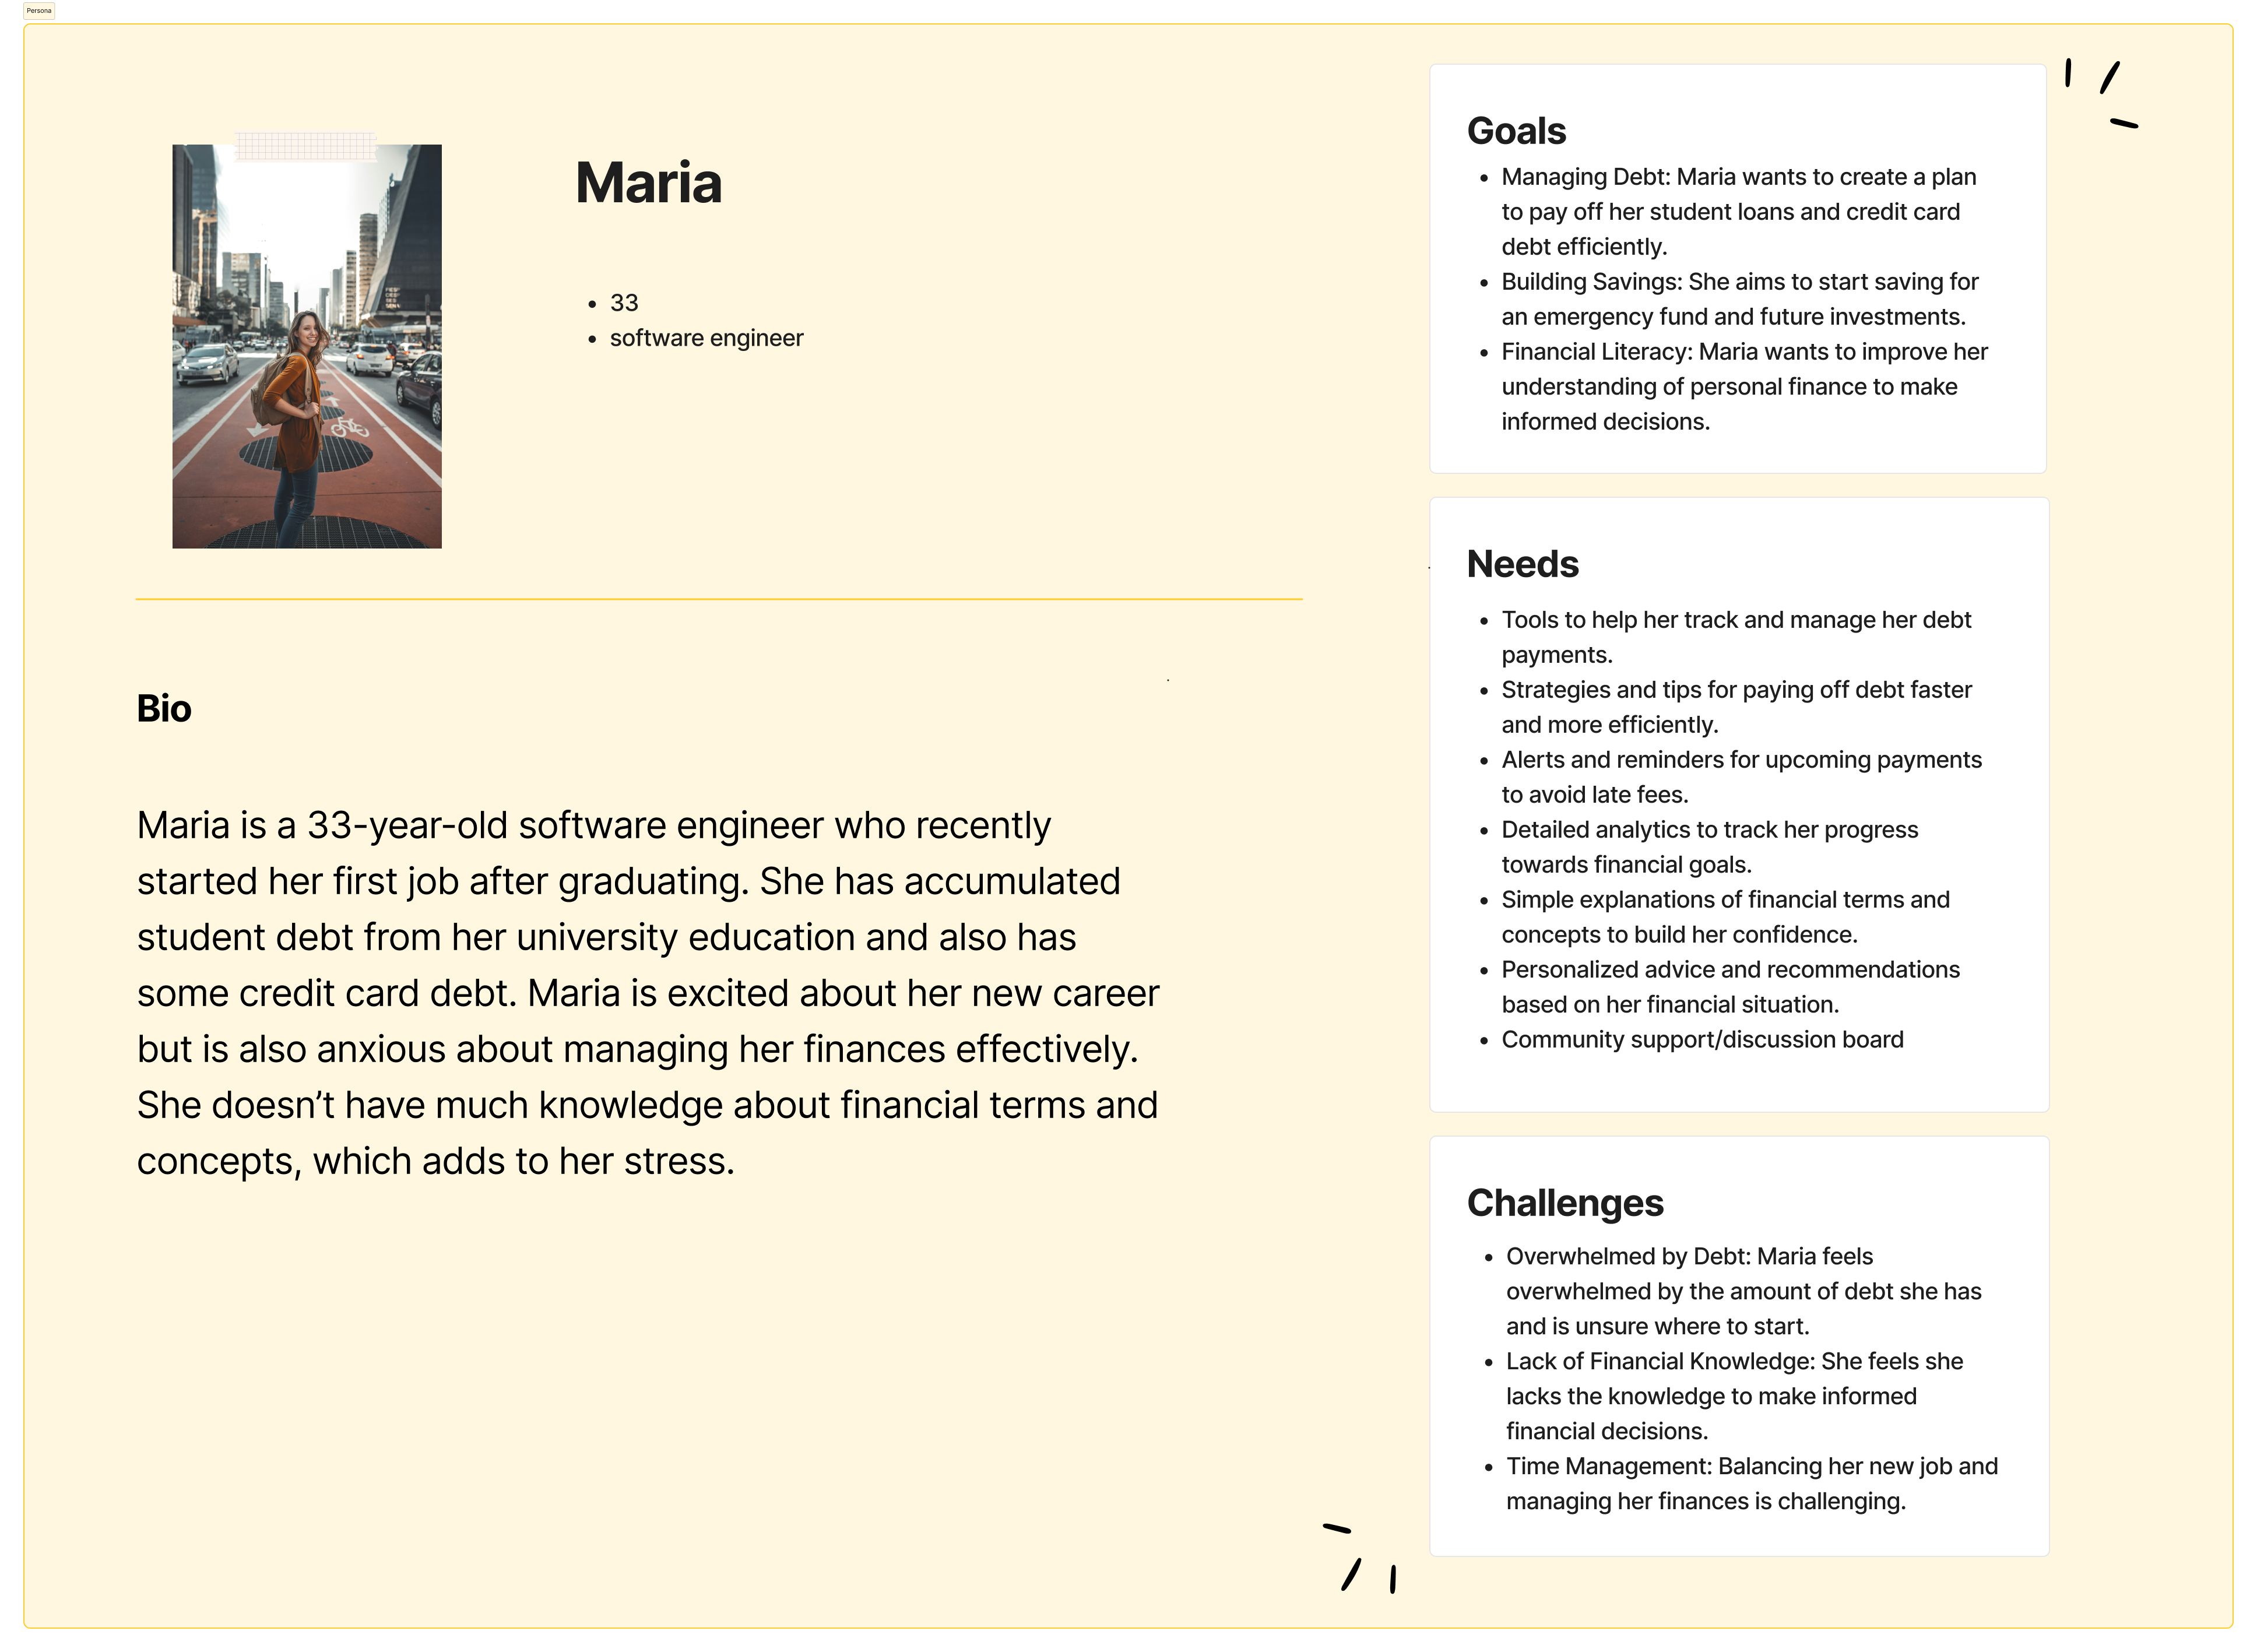 Persona
Maria
• 33
• software engineer
Bio
Maria is a 33-year-old software engineer who recently
started her first job after graduating. She has accumulated
student debt from her university education and also has
some credit card debt. Maria is excited about her new career
but is also anxious about managing her finances effectively.
She doesn’t have much knowledge about financial terms and
concepts, which adds to her stress.
Goals
• Managing Debt: Maria wants to create a plan
to pay off her student loans and credit card
debt efficiently.
• Building Savings: She aims to start saving for
an emergency fund and future investments.
• Financial Literacy: Maria wants to improve her
understanding of personal finance to make
informed decisions.
Needs
• Tools to help her track and manage her debt
payments.
• Strategies and tips for paying off debt faster
and more efficiently.
• Alerts and reminders for upcoming payments
to avoid late fees.
• Detailed analytics to track her progress
towards financial goals.
• Simple explanations of financial terms and
concepts to build her confidence.
• Personalized advice and recommendations
based on her financial situation.
• Community support/discussion board
Challenges
• Overwhelmed by Debt: Maria feels
overwhelmed by the amount of debt she has
and is unsure where to start.
• Lack of Financial Knowledge: She feels she
lacks the knowledge to make informed
financial decisions.
• Time Management: Balancing her new job and
managing her finances is challenging.